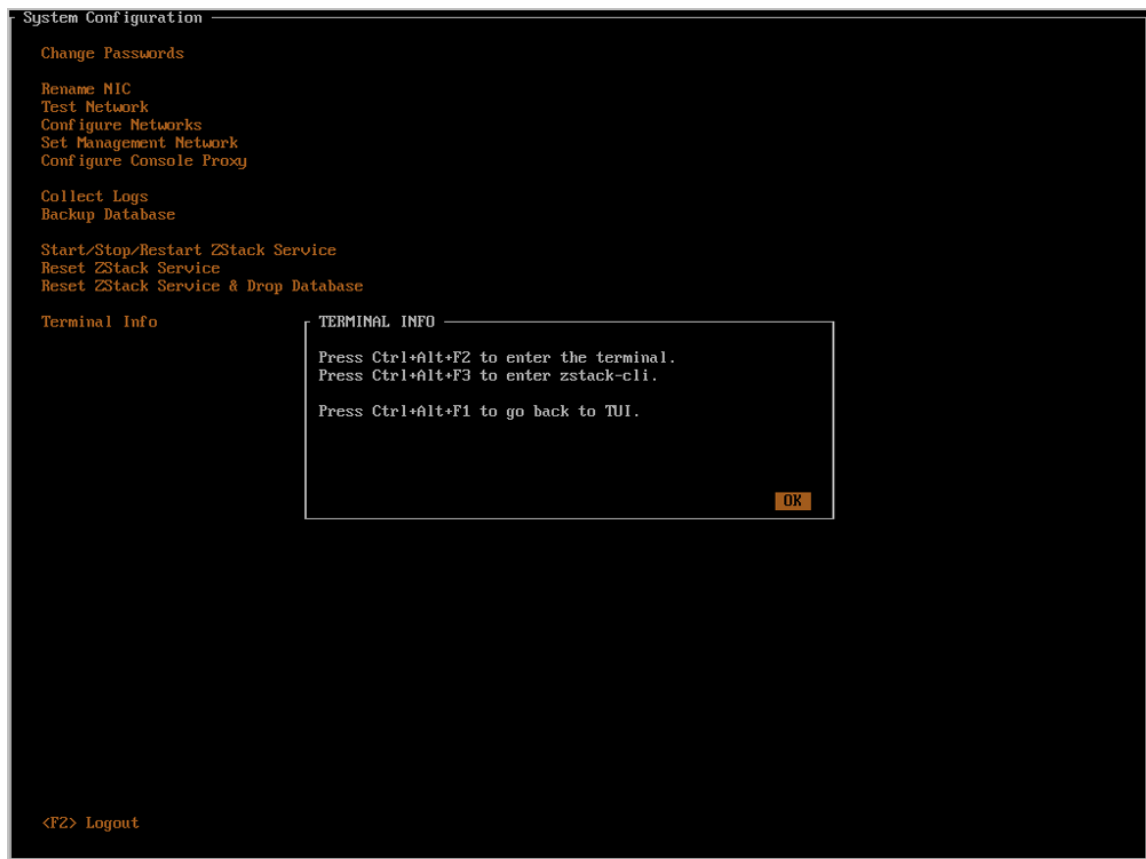 System Configuration
Change Passwords
Rename NIC
Test Network
Configure Networks
Set Management Network
Configure Console Proxy
Collect Logs
Backup Database
Start/Stop/Restart ZStack Service
Reset ZStack Service
Reset ZStack Service & Drop Database
Terminal Info
TERMINAL INFO
Press Ctrl+Alt+F2 to enter the terminal.
Press Ctrl+Alt+F3 to enter zstack-cli.
Press Ctrl+Alt+F1 to go back to TUI.
OK
<F2> Logout